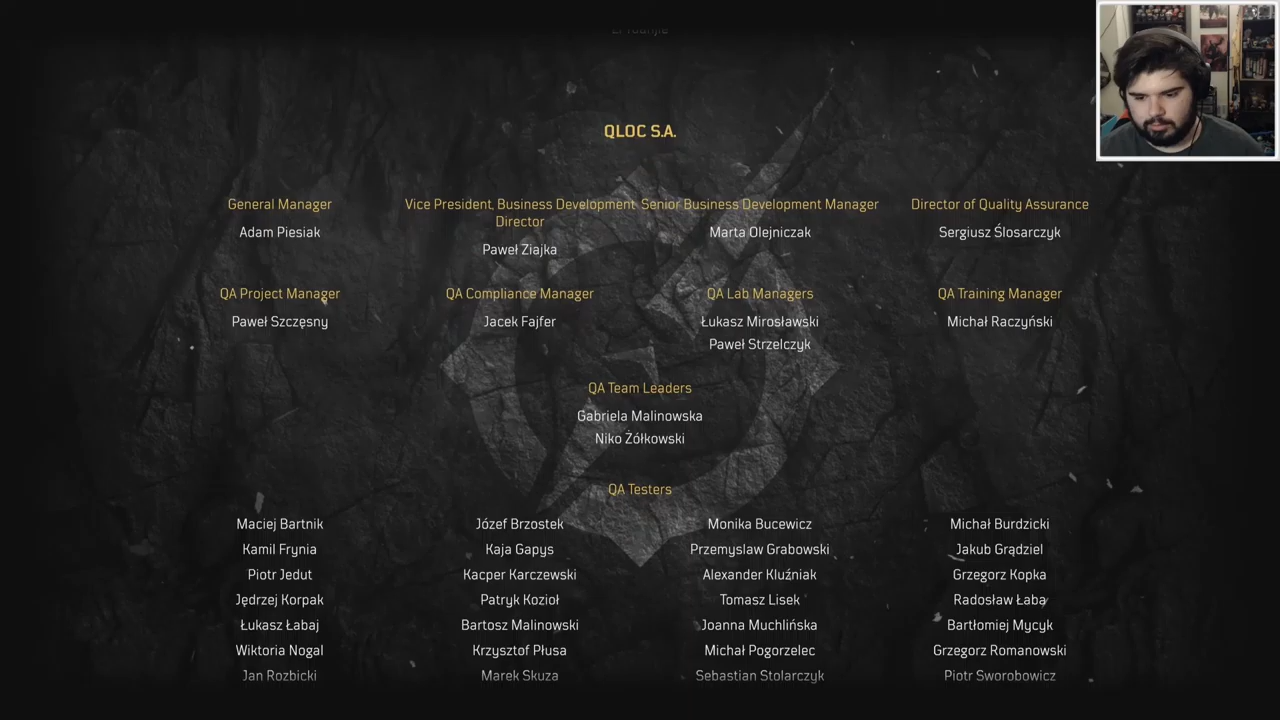 Li Yuanjie
QLOC S.A.
General Manager
Adam Piesiak
Vice President, Business Development
Director
Paweł Ziajka
Senior Business Development Manager
Marta Olejniczak
Director of Quality Assurance
Sergiusz Ślosarczyk
QA Project Manager
Paweł Szczęsny
QA Compliance Manager
Jacek Fajfer
QA Lab Managers
Łukasz Mirosławski
Paweł Strzelczyk
QA Training Manager
Michał Raczyński
QA Team Leaders
Gabriela Malinowska
Niko Żółkowski
QA Testers
Maciej Bartnik
Józef Brzostek
Monika Bucewicz
Michał Burdzicki
Kamil Frynia
Kaja Gapys
Przemyslaw Grabowski
Jakub Grądziel
Piotr Jedut
Kacper Karczewski
Alexander Kluźniak
Grzegorz Kopka
Jędrzej Korpak
Patryk Kozioł
Tomasz Lisek
Radosław Łaba
Łukasz Łabaj
Bartosz Malinowski
Joanna Muchlińska
Bartłomiej Mycyk
Wiktoria Nogal
Krzysztof Płusa
Michał Pogorzelec
Grzegorz Romanowski
Jan Rozbicki
Marek Skuza
Sebastian Stolarczyk
Piotr Sworobowicz